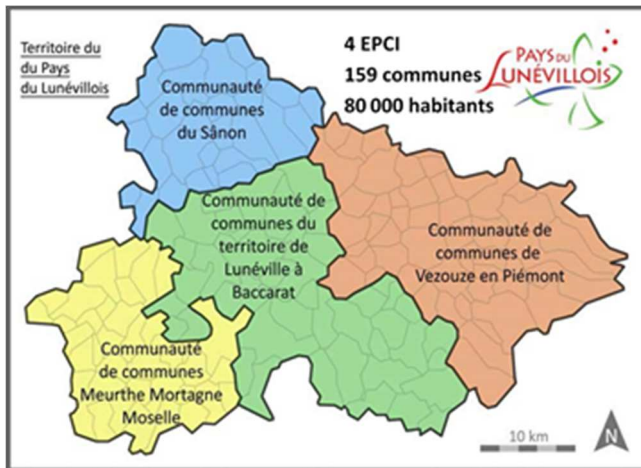 Territoire du
du Pays
du Lunévillois
4 EPCI
159 communes
80 000 habitants
PAYS DU
LUNÉVILLOIS
Communauté
de communes
du Sânon
Communauté de
communes du
territoire de
Lunéville à
Baccarat
Communauté de
communes de
Vezouze en Piémont
Communauté
de communes
Meurthe Mortagne
Moselle
10 km
N